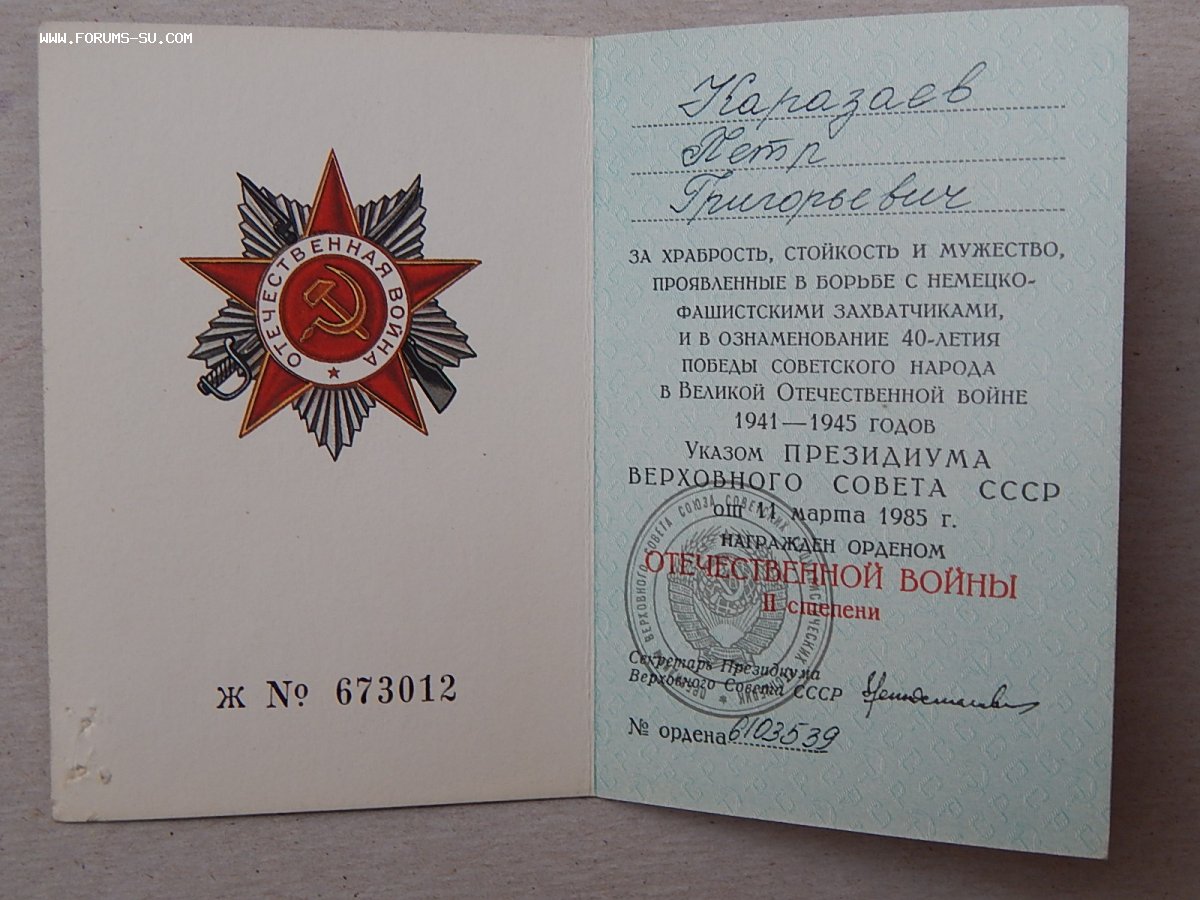 WWW.FORUMS-SU.COM
ОТЕЧЕСТВЕННАЯ ВОЙНА
Ж № 673012
Каразаев
Петр
Григорьевич
ЗА ХРАБРОСТЬ, СТОЙКОСТЬ И МУЖЕСТВО,
ПРОЯВЛЕННЫЕ В БОРЬБЕ С НЕМЕЦКО-
ФАШИСТСКИМИ ЗАХВАТЧИКАМИ,
И В ОЗНАМЕНОВАНИЕ 40-ЛЕТИЯ
ПОБЕДЫ СОВЕТСКОГО НАРОДА
В ВЕЛИКОЙ ОТЕЧЕСТВЕННОЙ ВОЙНЕ
1941—1945 ГОДОВ
УКАЗОМ ПРЕЗИДИУМА
ВЕРХОВНОГО СОВЕТА СССР
от 11 марта 1985 г.
НАГРАЖДЕН ОРДЕНОМ
ОТЕЧЕСТВЕННОЙ ВОЙНЫ
II степени
Секретарь Президиума
Верховного Совета СССР
№ ордена 6103539